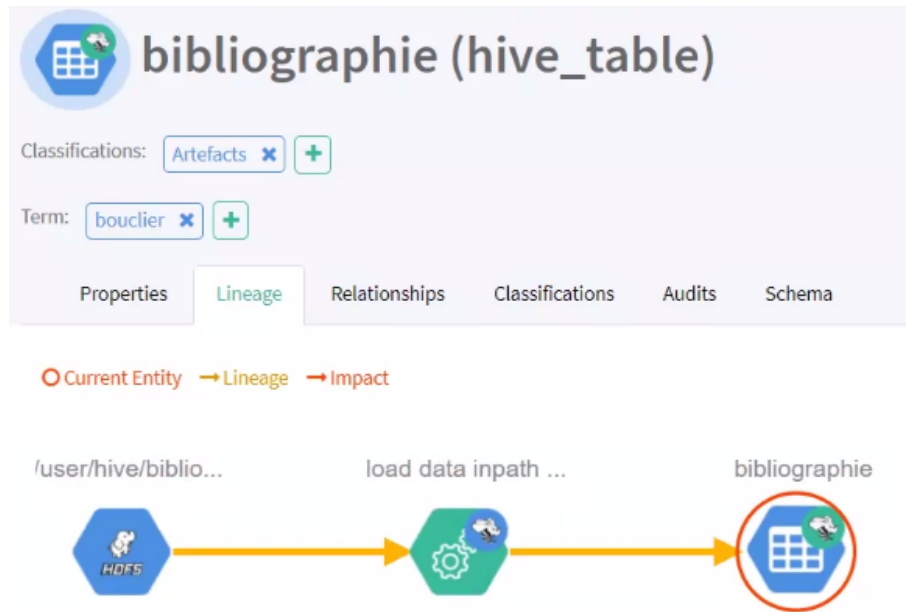 bibliographie (hive_table)
Classifications: Artefacts ✖ +
Term: bouclier ✖ +
Properties Lineage Relationships Classifications Audits Schema
Current Entity Lineage Impact
/user/hive/biblio... load data inpath ... bibliographie
HDFS